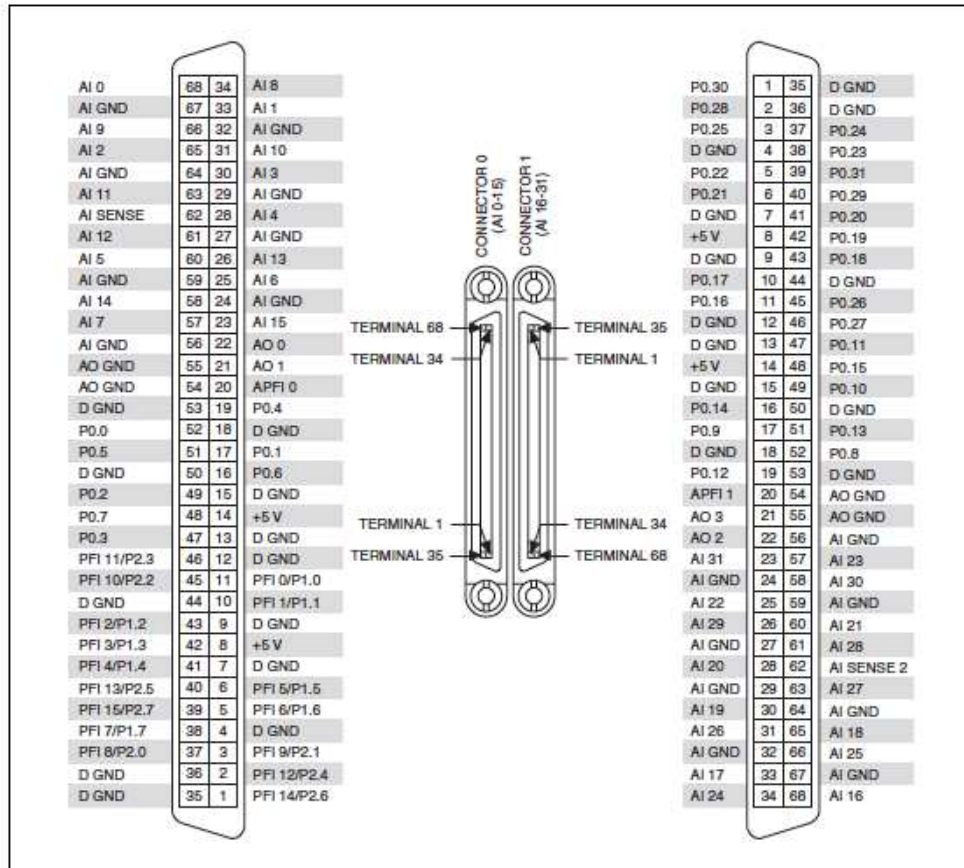 AI 0 68 34 AI 8
AI GND 67 33 AI 1
AI 9 66 32 AI GND
AI 2 65 31 AI 10
AI GND 64 30 AI 3
AI 11 63 29 AI GND
AI SENSE 62 28 AI 4
AI 12 61 27 AI GND
AI 5 60 26 AI 13
AI GND 59 25 AI 6
AI 14 58 24 AI GND
AI 7 57 23 AI 15
AI GND 56 22 AO 0
AO GND 55 21 AO 1
AO GND 54 20 APFI 0
D GND 53 19 P0.4
P0.0 52 18 D GND
P0.5 51 17 P0.1
D GND 50 16 P0.6
P0.2 49 15 D GND
P0.7 48 14 +5 V
P0.3 47 13 D GND
PFI 11/P2.3 46 12 D GND
PFI 10/P2.2 45 11 PFI 0/P1.0
D GND 44 10 PFI 1/P1.1
PFI 2/P1.2 43 9 D GND
PFI 3/P1.3 42 8 +5 V
PFI 4/P1.4 41 7 D GND
PFI 13/P2.5 40 6 PFI 5/P1.5
PFI 15/P2.7 39 5 PFI 6/P1.6
PFI 7/P1.7 38 4 D GND
PFI 8/P2.0 37 3 PFI 9/P2.1
D GND 36 2 PFI 12/P2.4
D GND 35 1 PFI 14/P2.6
CONNECTOR 0
(AI 0-15)
CONNECTOR 1
(AI 16-31)
TERMINAL 68
TERMINAL 34
TERMINAL 35
TERMINAL 1
TERMINAL 1
TERMINAL 35
TERMINAL 34
TERMINAL 68
P0.30 1 35 D GND
P0.28 2 36 D GND
P0.25 3 37 P0.24
D GND 4 38 P0.23
P0.22 5 39 P0.31
P0.21 6 40 P0.29
D GND 7 41 P0.20
+5 V 8 42 P0.19
D GND 9 43 P0.18
P0.17 10 44 D GND
P0.16 11 45 P0.26
D GND 12 46 P0.27
D GND 13 47 P0.11
+5 V 14 48 P0.15
D GND 15 49 P0.10
P0.14 16 50 D GND
P0.9 17 51 P0.13
D GND 18 52 P0.8
P0.12 19 53 D GND
APFI 1 20 54 AO GND
AO 3 21 55 AO GND
AO 2 22 56 AI GND
AI 31 23 57 AI 23
AI GND 24 58 AI 30
AI 22 25 59 AI GND
AI 29 26 60 AI 21
AI GND 27 61 AI 28
AI 20 28 62 AI SENSE 2
AI GND 29 63 AI 27
AI 19 30 64 AI GND
AI 26 31 65 AI 18
AI GND 32 66 AI 25
AI 17 33 67 AI GND
AI 24 34 68 AI 16